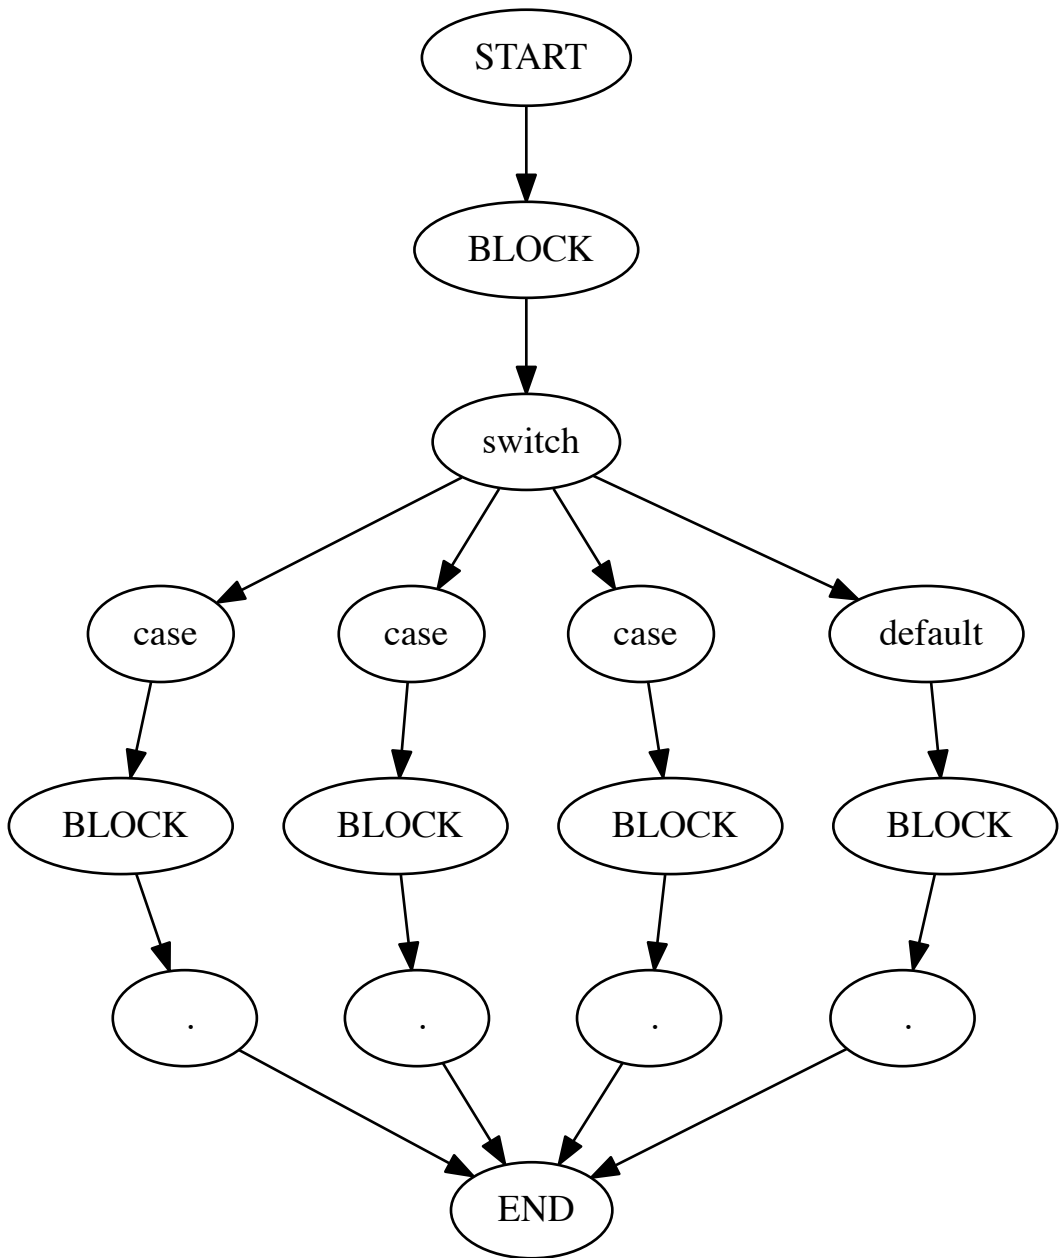 START
BLOCK
switch
case
case
case
default
BLOCK
BLOCK
BLOCK
BLOCK
.
.
.
.
END